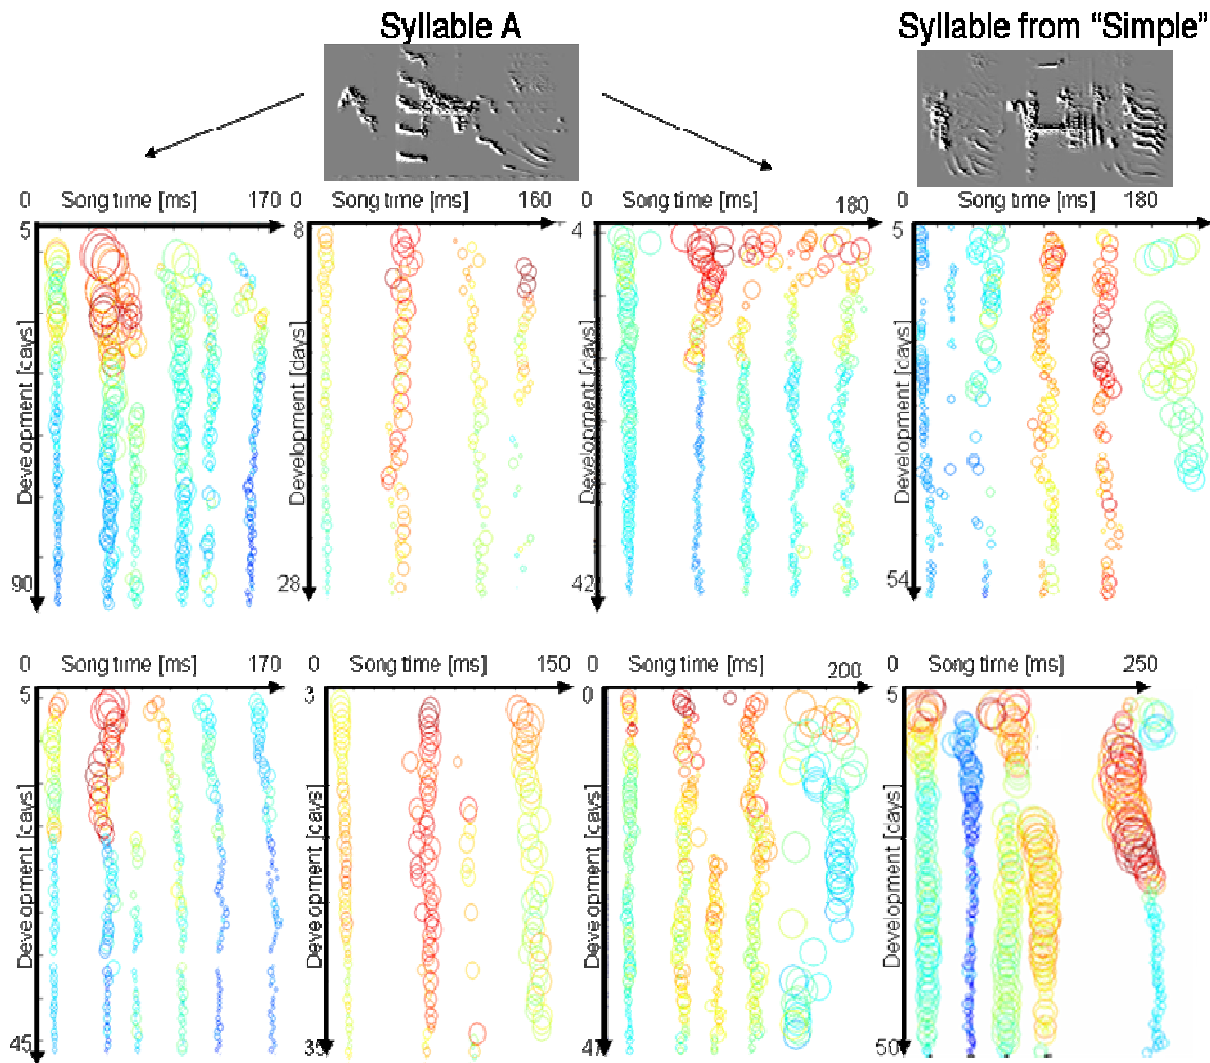 Syllable A
Syllable from “Simple”
0 Song time [ms] 170
0 Song time [ms] 160
0 Song time [ms] 180
0 Song time [ms] 180
5
8
4
5
Development [days]
Development [days]
Development [days]
Development [days]
90
28
42
54
0 Song time [ms] 170
0 Song time [ms] 150
0 Song time [ms] 200
0 Song time [ms] 250
5
3
0
5
Development [days]
Development [days]
Development [days]
Development [days]
45
35
47
50